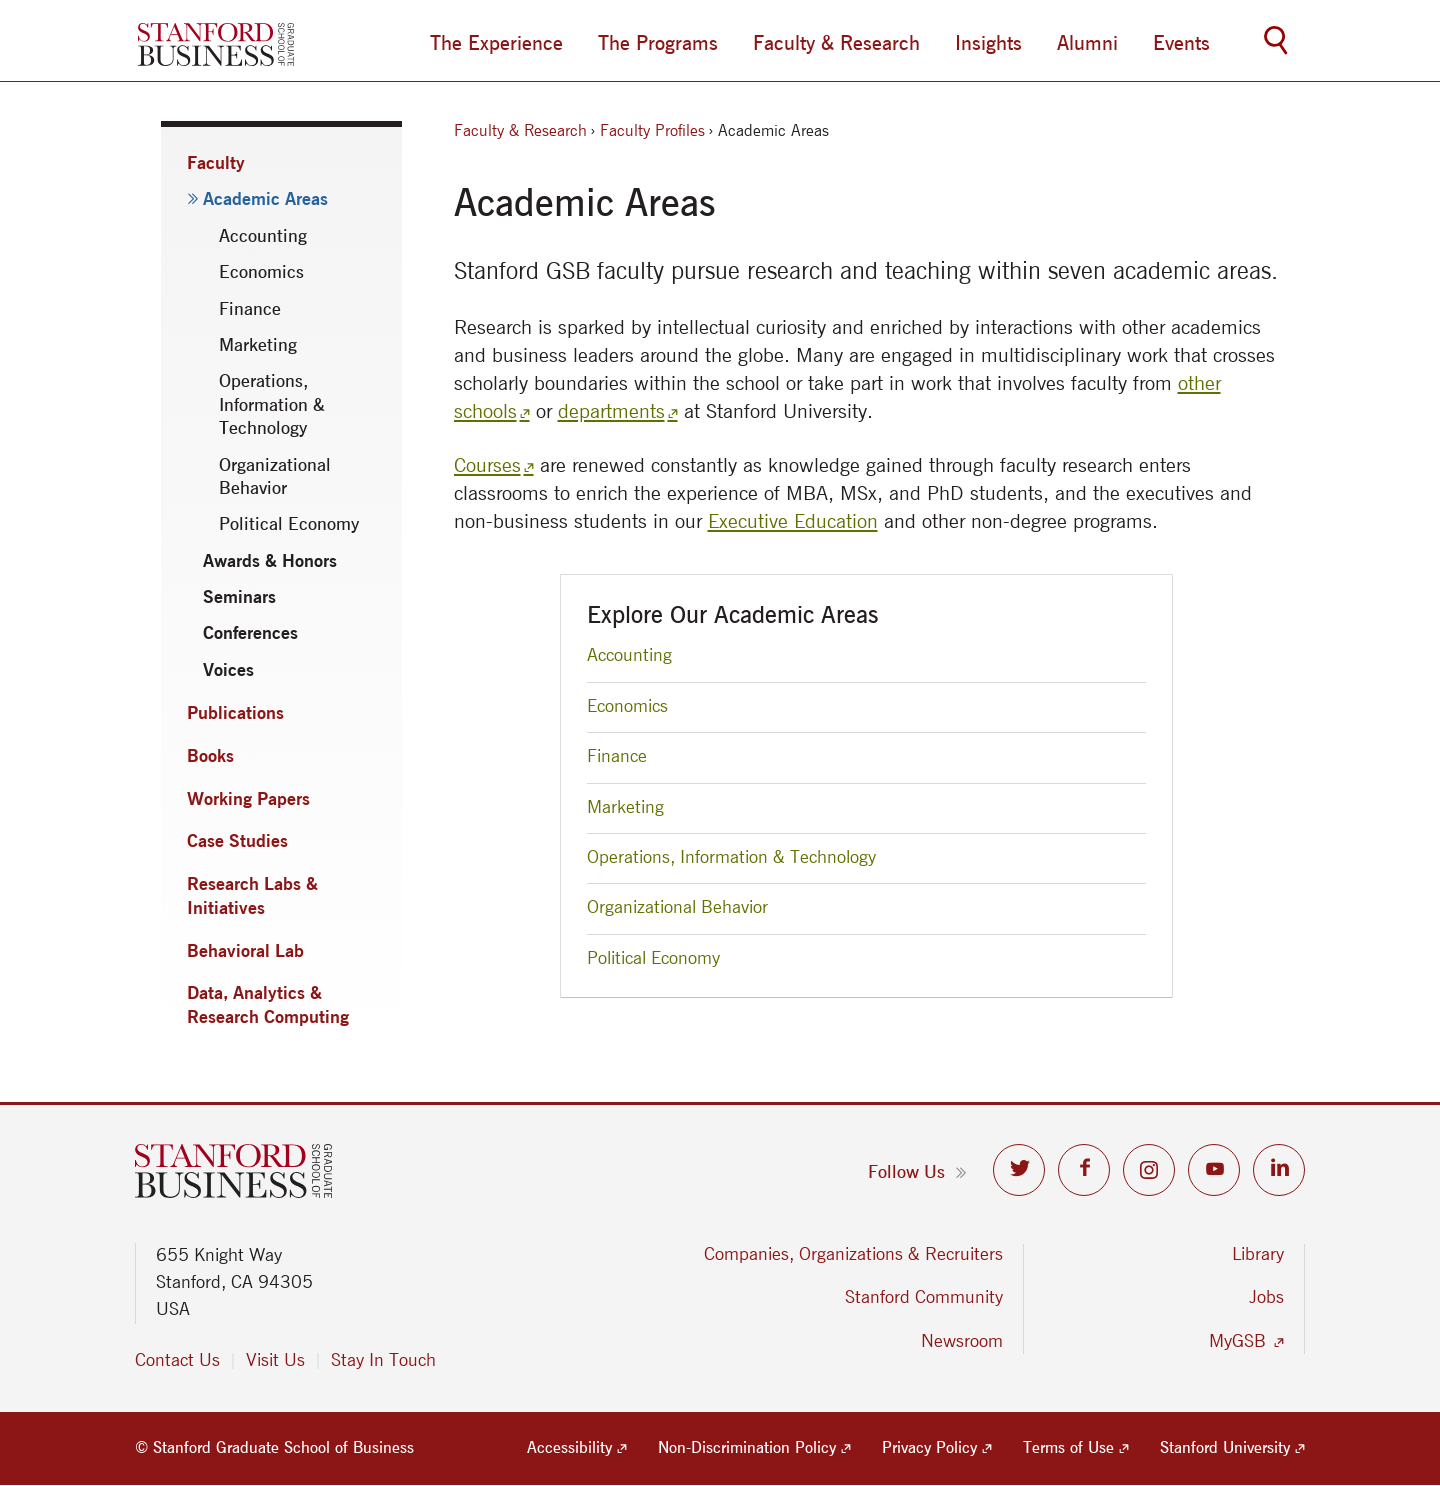 STANFORD
BUSINESS
GRADUATE
SCHOOL OF
The Experience
The Programs
Faculty & Research
Insights
Alumni
Events
Faculty
Academic Areas
Accounting
Economics
Finance
Marketing
Operations,
Information &
Technology
Organizational
Behavior
Political Economy
Awards & Honors
Seminars
Conferences
Voices
Publications
Books
Working Papers
Case Studies
Research Labs &
Initiatives
Behavioral Lab
Data, Analytics &
Research Computing
Faculty & Research › Faculty Profiles › Academic Areas
Academic Areas
Stanford GSB faculty pursue research and teaching within seven academic areas.
Research is sparked by intellectual curiosity and enriched by interactions with other academics
and business leaders around the globe. Many are engaged in multidisciplinary work that crosses
scholarly boundaries within the school or take part in work that involves faculty from other
schools or departments at Stanford University.
Courses are renewed constantly as knowledge gained through faculty research enters
classrooms to enrich the experience of MBA, MSx, and PhD students, and the executives and
non-business students in our Executive Education and other non-degree programs.
Explore Our Academic Areas
Accounting
Economics
Finance
Marketing
Operations, Information & Technology
Organizational Behavior
Political Economy
STANFORD
BUSINESS
GRADUATE
SCHOOL OF
Follow Us
655 Knight Way
Stanford, CA 94305
USA
Contact Us | Visit Us | Stay In Touch
Companies, Organizations & Recruiters
Stanford Community
Newsroom
Library
Jobs
MyGSB
© Stanford Graduate School of Business
Accessibility
Non-Discrimination Policy
Privacy Policy
Terms of Use
Stanford University